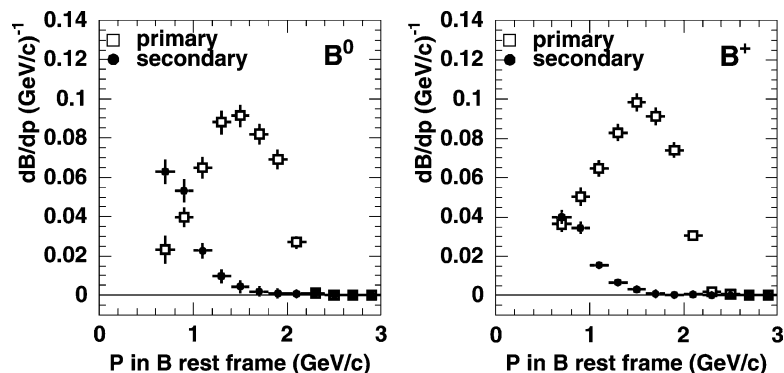 dB/dp (GeV/c)⁻¹
0.14
0.12
0.1
0.08
0.06
0.04
0.02
0
primary
secondary
B⁰
0 1 2 3
P in B rest frame (GeV/c)
dB/dp (GeV/c)⁻¹
0.14
0.12
0.1
0.08
0.06
0.04
0.02
0
primary
secondary
B⁺
0 1 2 3
P in B rest frame (GeV/c)